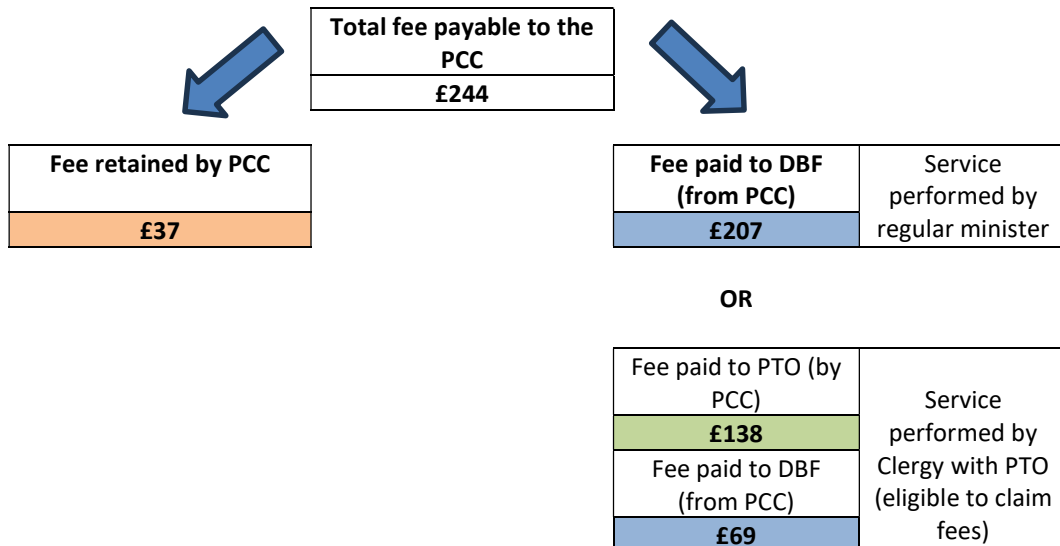 Total fee payable to the
PCC
£244
Fee retained by PCC
£37
Fee paid to DBF
(from PCC)
£207
Service
performed by
regular minister
OR
Fee paid to PTO (by
PCC)
£138
Fee paid to DBF
(from PCC)
£69
Service
performed by
Clergy with PTO
(eligible to claim
fees)